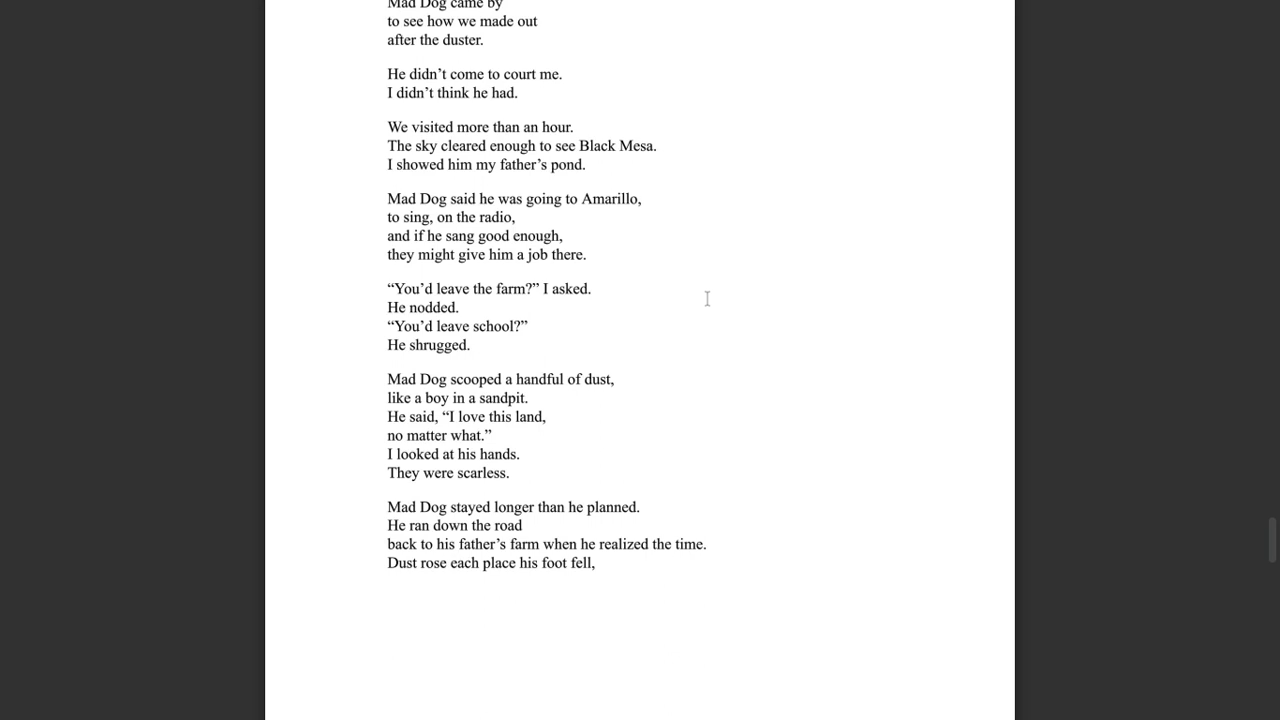 Mad Dog came by
to see how we made out
after the duster.
He didn’t come to court me.
I didn’t think he had.
We visited more than an hour.
The sky cleared enough to see Black Mesa.
I showed him my father’s pond.
Mad Dog said he was going to Amarillo,
to sing, on the radio,
and if he sang good enough,
they might give him a job there.
“You’d leave the farm?” I asked.
He nodded.
“You’d leave school?”
He shrugged.
Mad Dog scooped a handful of dust,
like a boy in a sandpit.
He said, “I love this land,
no matter what.”
I looked at his hands.
They were scarless.
Mad Dog stayed longer than he planned.
He ran down the road
back to his father’s farm when he realized the time.
Dust rose each place his foot fell,